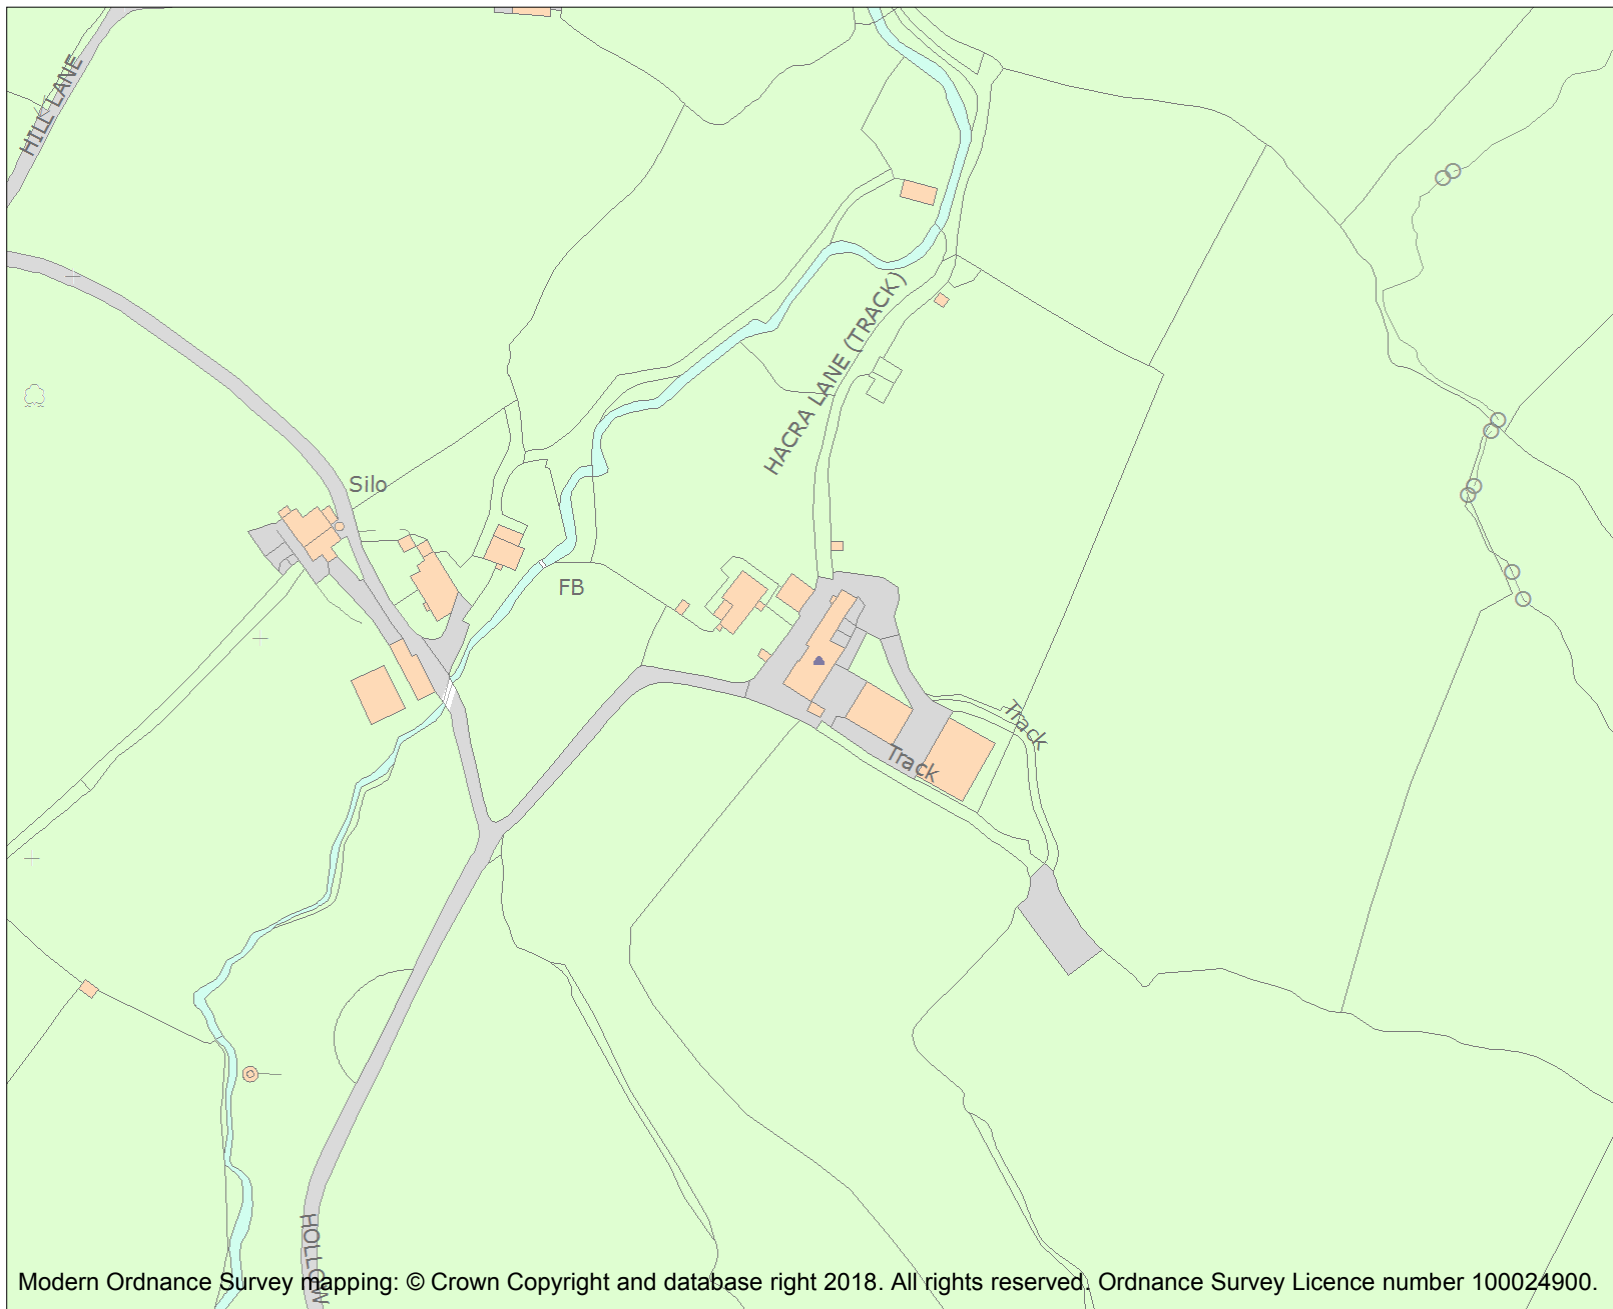 HILL LANE
HACRA LANE (TRACK)
Silo
FB
Track
Track
HOLLOW
Modern Ordnance Survey mapping: © Crown Copyright and database right 2018. All rights reserved. Ordnance Survey Licence number 100024900.